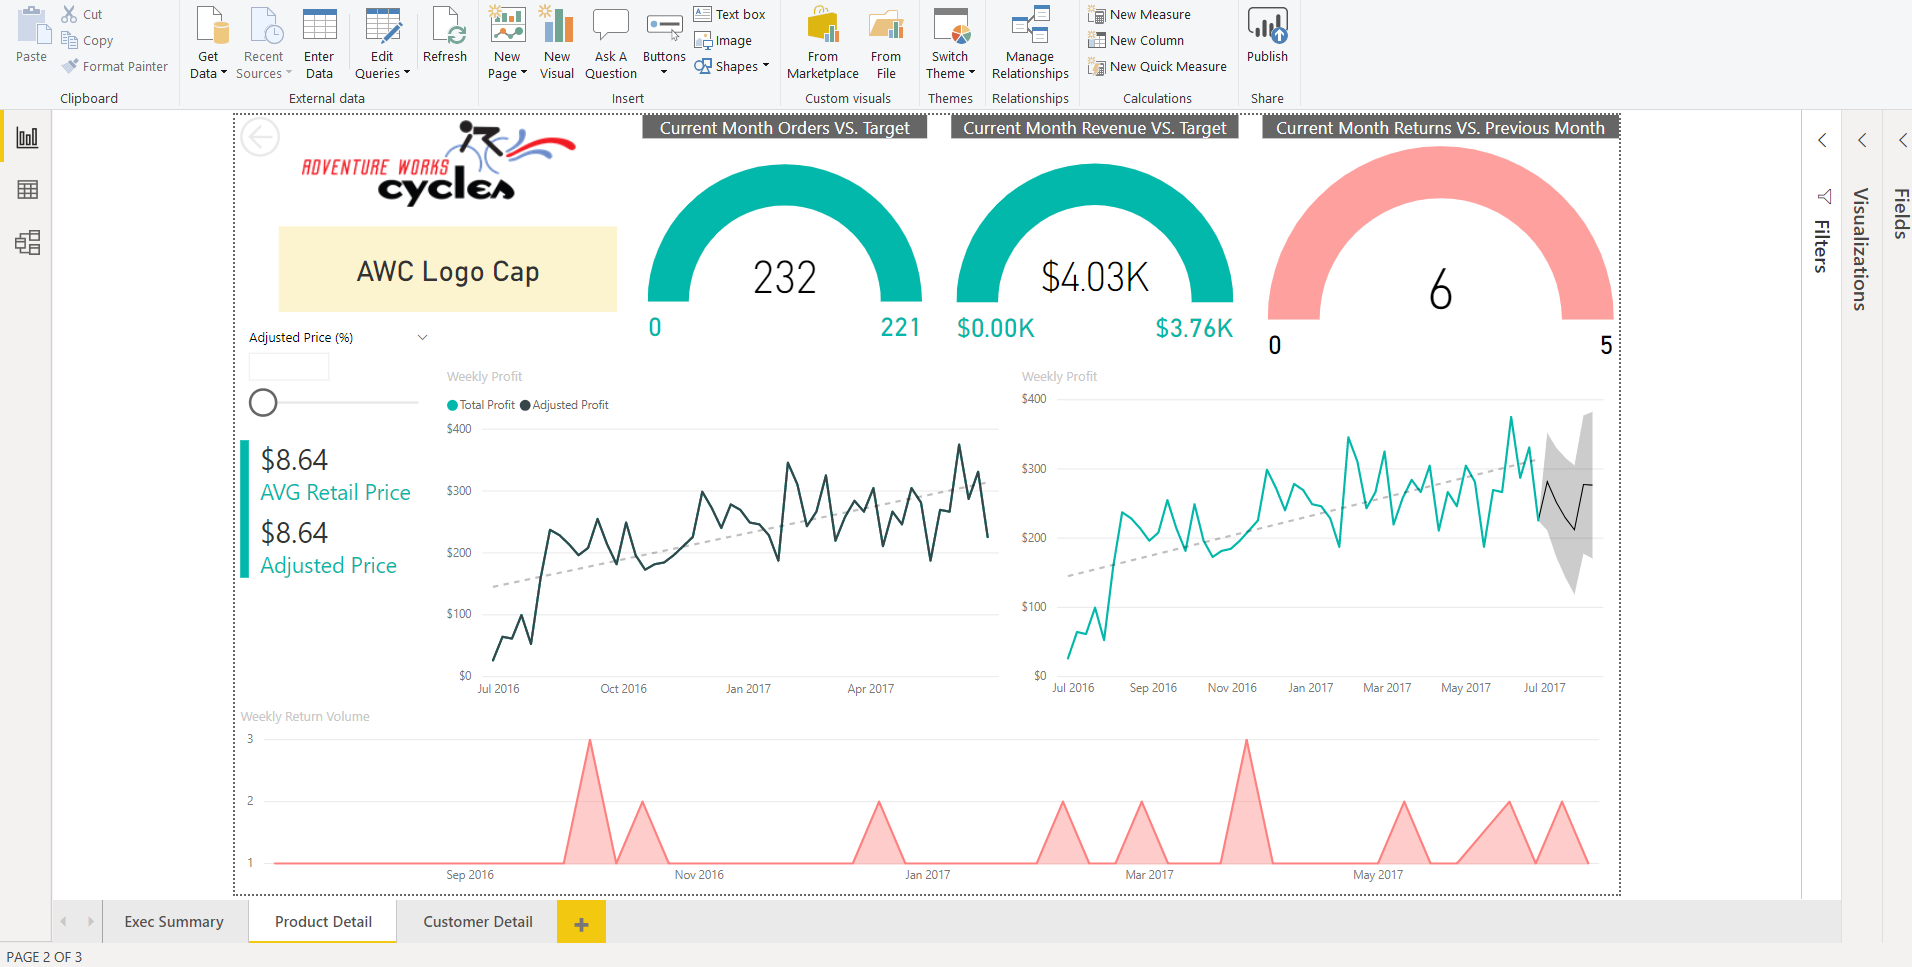 Paste
Cut
Copy
Format Painter
Clipboard
Get
Data
Recent
Sources
Enter
Data
Edit
Queries
Refresh
External data
New
Page
New
Visual
Ask A
Question
Buttons
Text box
Image
Shapes
Insert
From
Marketplace
From
File
Custom visuals
Switch
Theme
Themes
Manage
Relationships
Relationships
New Measure
New Column
New Quick Measure
Calculations
Publish
Share
ADVENTURE WORKS
cycles
AWC Logo Cap
Current Month Orders VS. Target
232
0
221
Current Month Revenue VS. Target
$4.03K
$0.00K
$3.76K
Current Month Returns VS. Previous Month
6
0
5
Filters
Visualizations
Fields
Adjusted Price (%)
$8.64
AVG Retail Price
$8.64
Adjusted Price
Weekly Profit
Total Profit Adjusted Profit
$400
$300
$200
$100
$0
Jul 2016 Oct 2016 Jan 2017 Apr 2017
Weekly Profit
$400
$300
$200
$100
$0
Jul 2016 Sep 2016 Nov 2016 Jan 2017 Mar 2017 May 2017 Jul 2017
Weekly Return Volume
3
2
1
Sep 2016 Nov 2016 Jan 2017 Mar 2017 May 2017
Exec Summary
Product Detail
Customer Detail
PAGE 2 OF 3